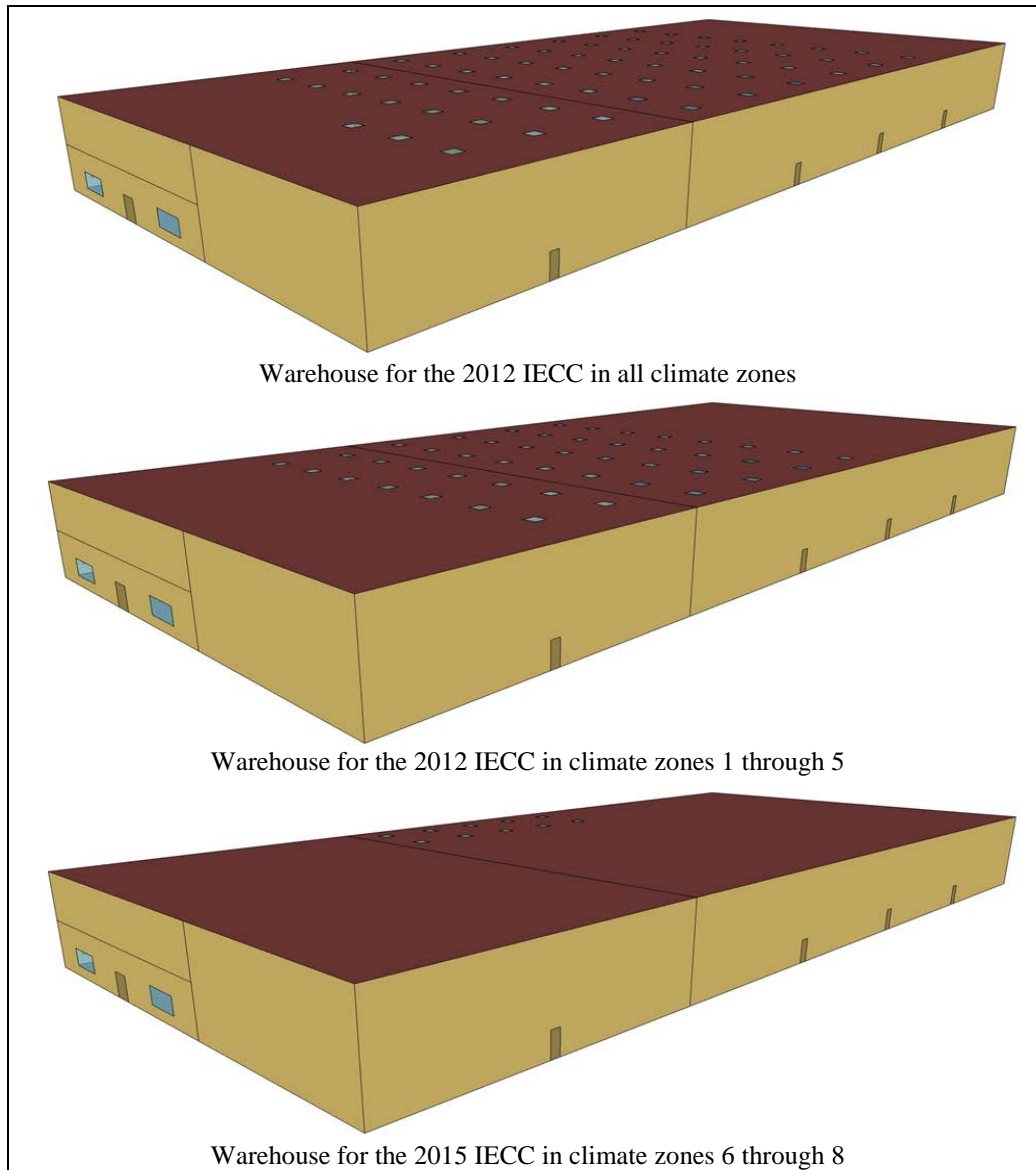 Warehouse for the 2012 IECC in all climate zones
Warehouse for the 2012 IECC in climate zones 1 through 5
Warehouse for the 2015 IECC in climate zones 6 through 8